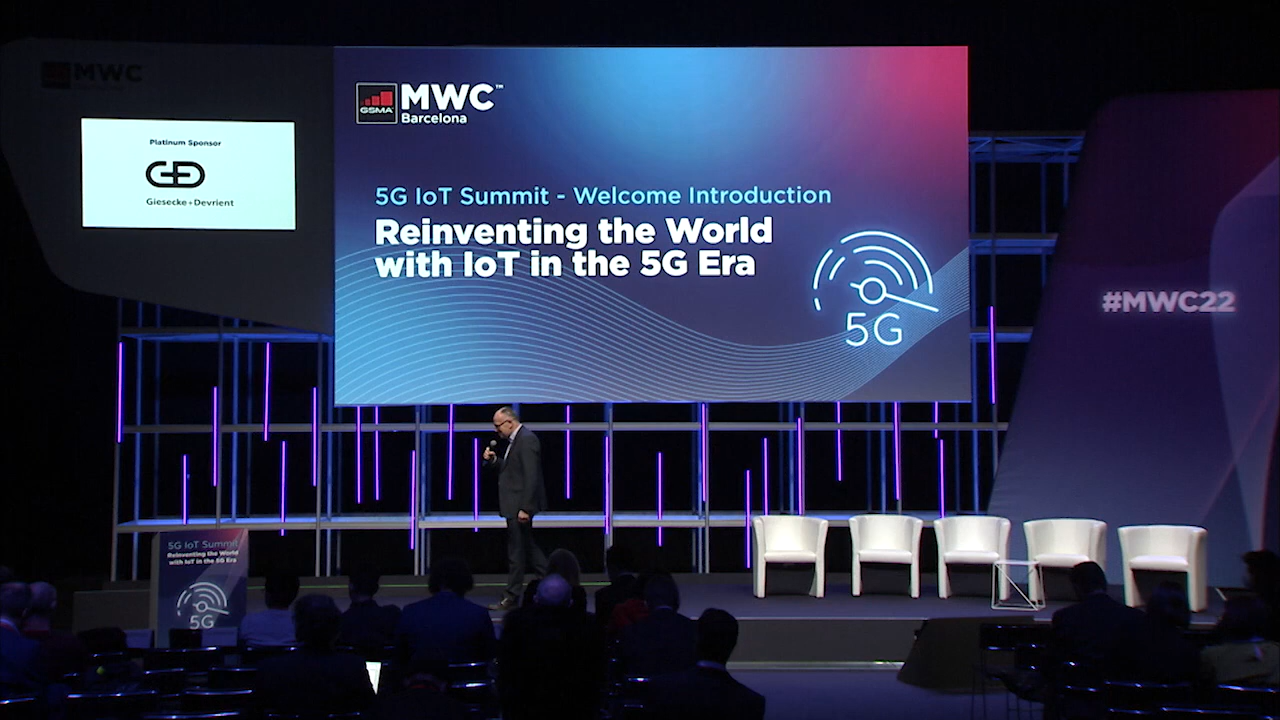 MWC
Platinum Sponsor
G+D
Giesecke+Devrient
GSMA
MWC™
Barcelona
5G IoT Summit - Welcome Introduction
Reinventing the World
with IoT in the 5G Era
5G
#MWC22
5G IoT Summit
Reinventing the World
with IoT in the 5G Era
5G